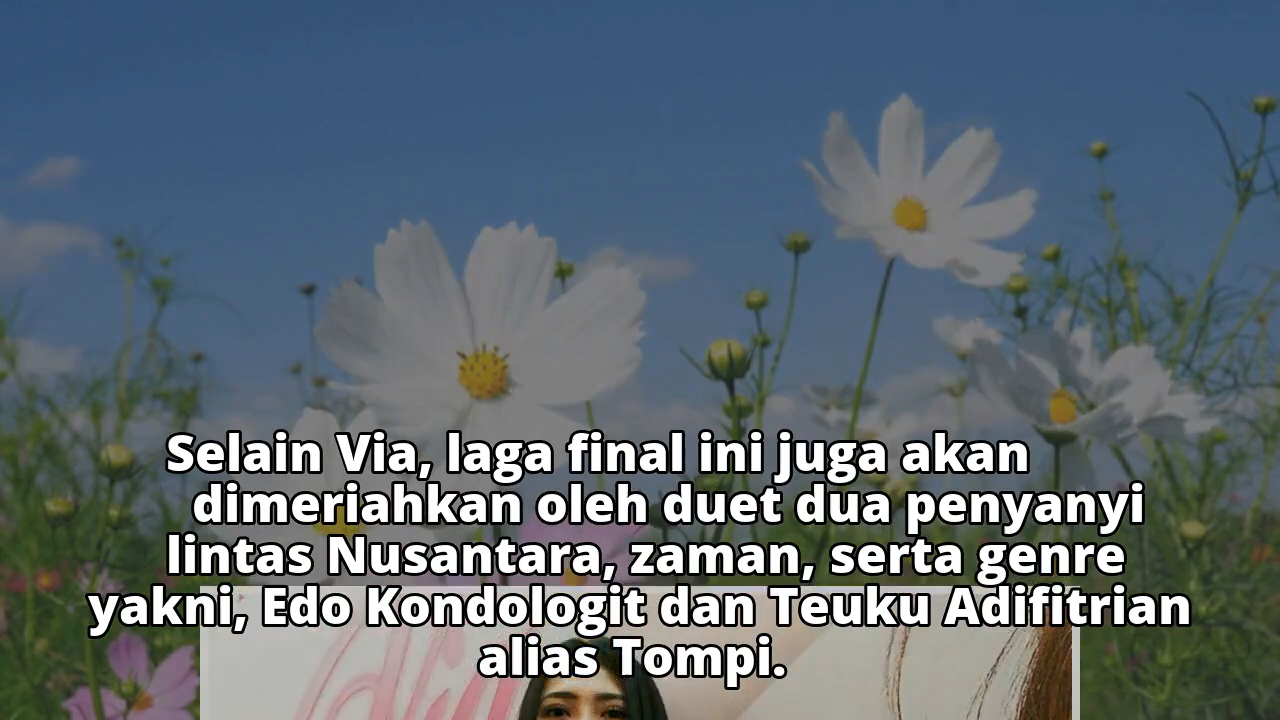 Selain Via, laga final ini juga akan
dimeriahkan oleh duet dua penyanyi
lintas Nusantara, zaman, serta genre
yakni, Edo Kondologit dan Teuku Adifitrian
alias Tompi.